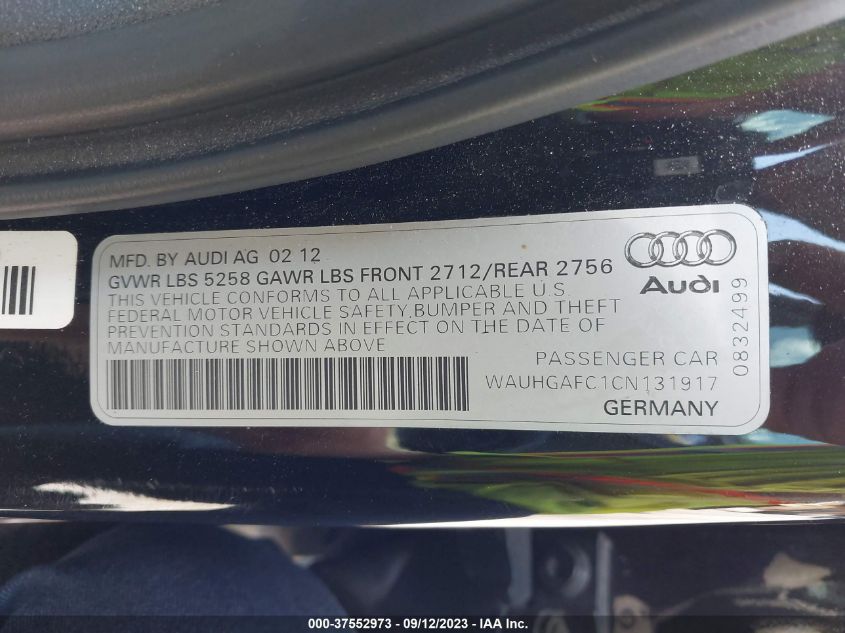 MFD. BY AUDI AG 02 12
GVWR LBS 5258 GAWR LBS FRONT 2712/REAR 2756
THIS VEHICLE CONFORMS TO ALL APPLICABLE U.S.
FEDERAL MOTOR VEHICLE SAFETY, BUMPER AND THEFT
PREVENTION STANDARDS IN EFFECT ON THE DATE OF
MANUFACTURE SHOWN ABOVE
PASSENGER CAR
WAUHGAFC1CN131917
GERMANY
Audi
0832499
000-37552973 - 09/12/2023 - IAA Inc.